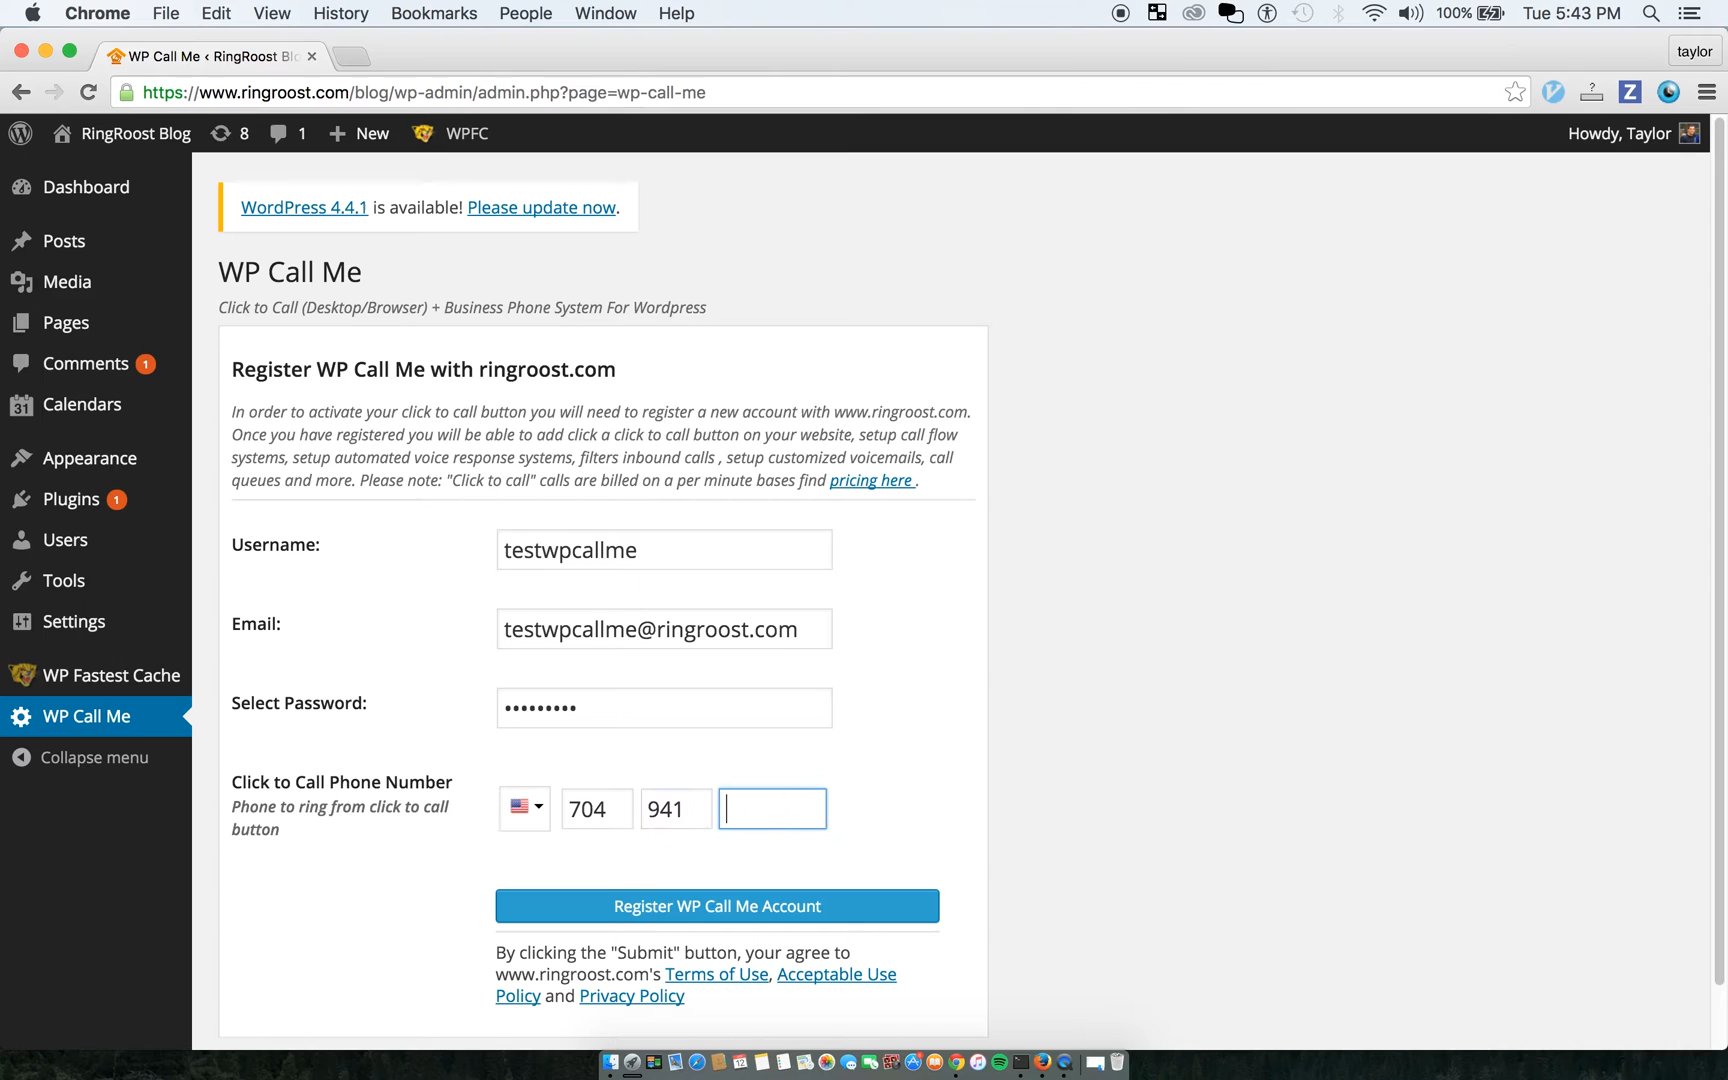 Chrome File Edit View History Bookmarks People Window Help 100% Tue 5:43 PM
WP Call Me ‹ RingRoost Blo taylor
https://www.ringroost.com/blog/wp-admin/admin.php?page=wp-call-me ? Z
RingRoost Blog 8 1 New WPFC Howdy, Taylor
Dashboard
Posts
Media
Pages
Comments 1
31 Calendars
Appearance
Plugins 1
Users
Tools
Settings
WP Fastest Cache
WP Call Me
Collapse menu
WordPress 4.4.1 is available! Please update now.
WP Call Me
Click to Call (Desktop/Browser) + Business Phone System For Wordpress
Register WP Call Me with ringroost.com
In order to activate your click to call button you will need to register a new account with www.ringroost.com.
Once you have registered you will be able to add click a click to call button on your website, setup call flow
systems, setup automated voice response systems, filters inbound calls , setup customized voicemails, call
queues and more. Please note: "Click to call" calls are billed on a per minute bases find pricing here .
Username: testwpcallme
Email: testwpcallme@ringroost.com
Select Password: •••••••••
Click to Call Phone Number
Phone to ring from click to call
button
704 941
Register WP Call Me Account
By clicking the "Submit" button, your agree to
www.ringroost.com's Terms of Use, Acceptable Use
Policy and Privacy Policy